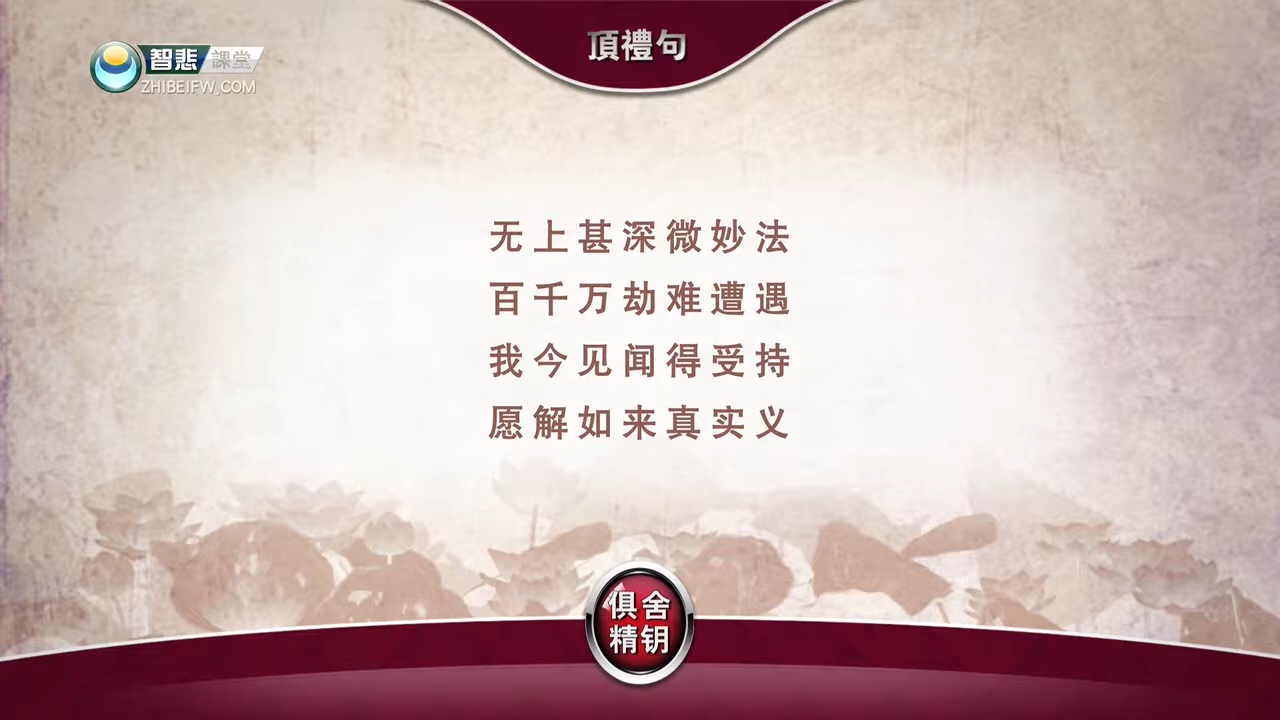 頂禮句
智悲課堂
ZHIBEIFW.COM
无上甚深微妙法
百千万劫难遭遇
我今见闻得受持
愿解如来真实义
俱舍
精钥